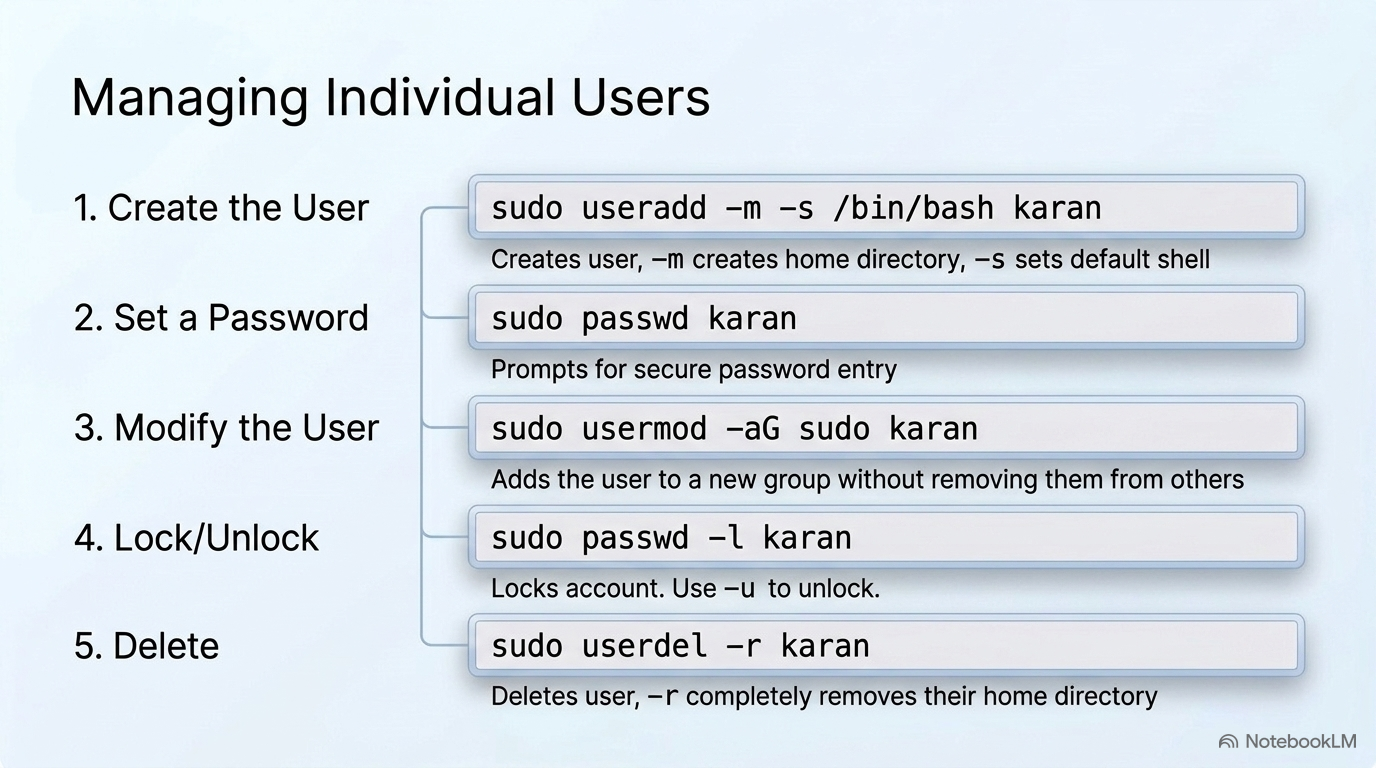 Managing Individual Users
1. Create the User
sudo useradd –m –s /bin/bash karan
Creates user, –m creates home directory, –s sets default shell
2. Set a Password
sudo passwd karan
Prompts for secure password entry
3. Modify the User
sudo usermod –aG sudo karan
Adds the user to a new group without removing them from others
4. Lock/Unlock
sudo passwd –l karan
Locks account. Use –u to unlock.
5. Delete
sudo userdel –r karan
Deletes user, –r completely removes their home directory
NotebookLM